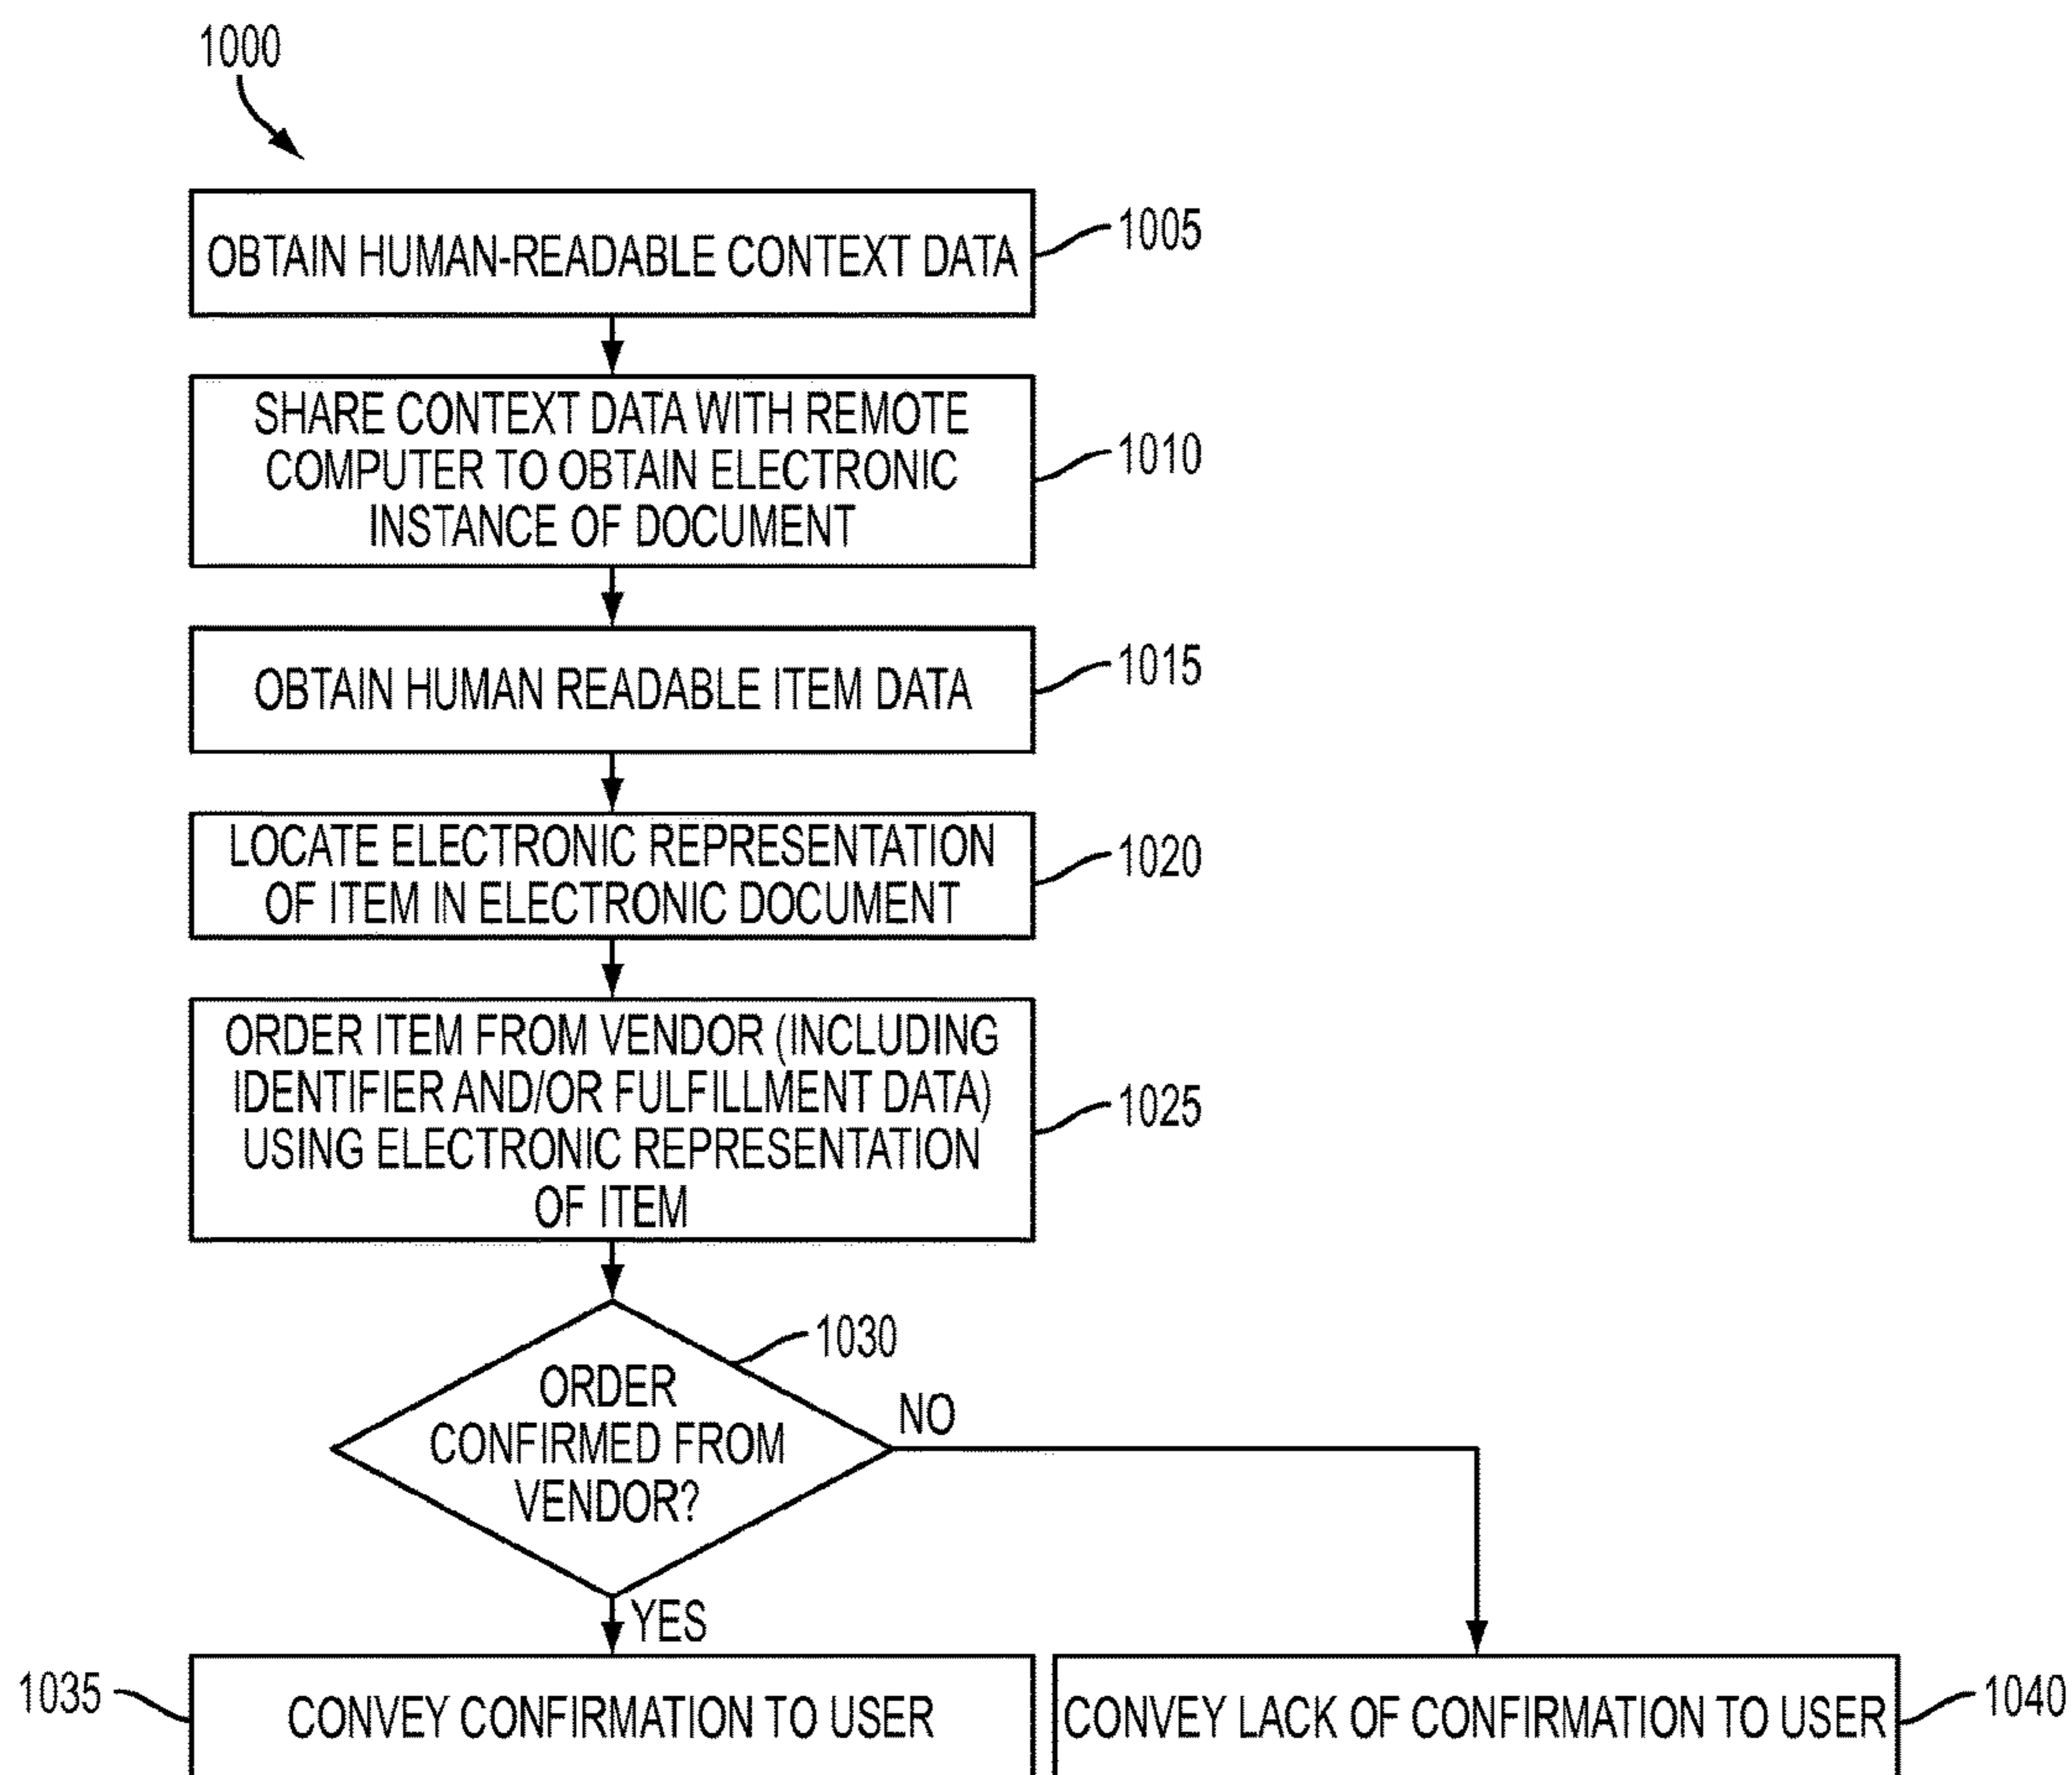 1000
OBTAIN HUMAN-READABLE CONTEXT DATA
1005
SHARE CONTEXT DATA WITH REMOTE
COMPUTER TO OBTAIN ELECTRONIC
INSTANCE OF DOCUMENT
1010
OBTAIN HUMAN READABLE ITEM DATA
1015
LOCATE ELECTRONIC REPRESENTATION
OF ITEM IN ELECTRONIC DOCUMENT
1020
ORDER ITEM FROM VENDOR (INCLUDING
IDENTIFIER AND/OR FULFILLMENT DATA)
USING ELECTRONIC REPRESENTATION
OF ITEM
1025
ORDER
CONFIRMED FROM
VENDOR?
1030
NO
YES
1035
CONVEY CONFIRMATION TO USER
CONVEY LACK OF CONFIRMATION TO USER
1040